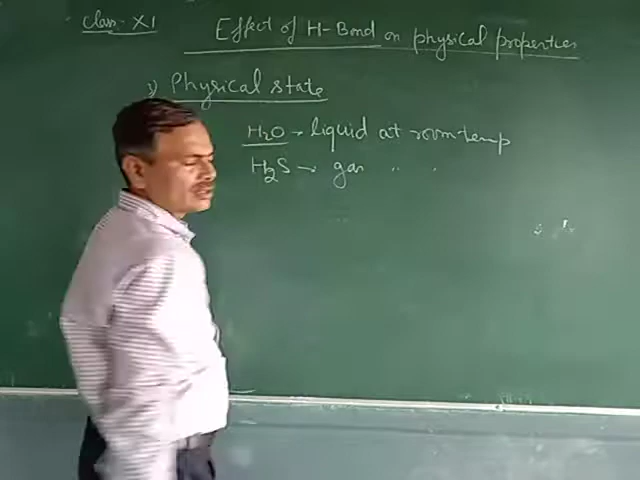 Class - XI
Effect of H-Bond on physical properties
1) Physical state
H₂O → liquid at room temp
H₂S → gas " "